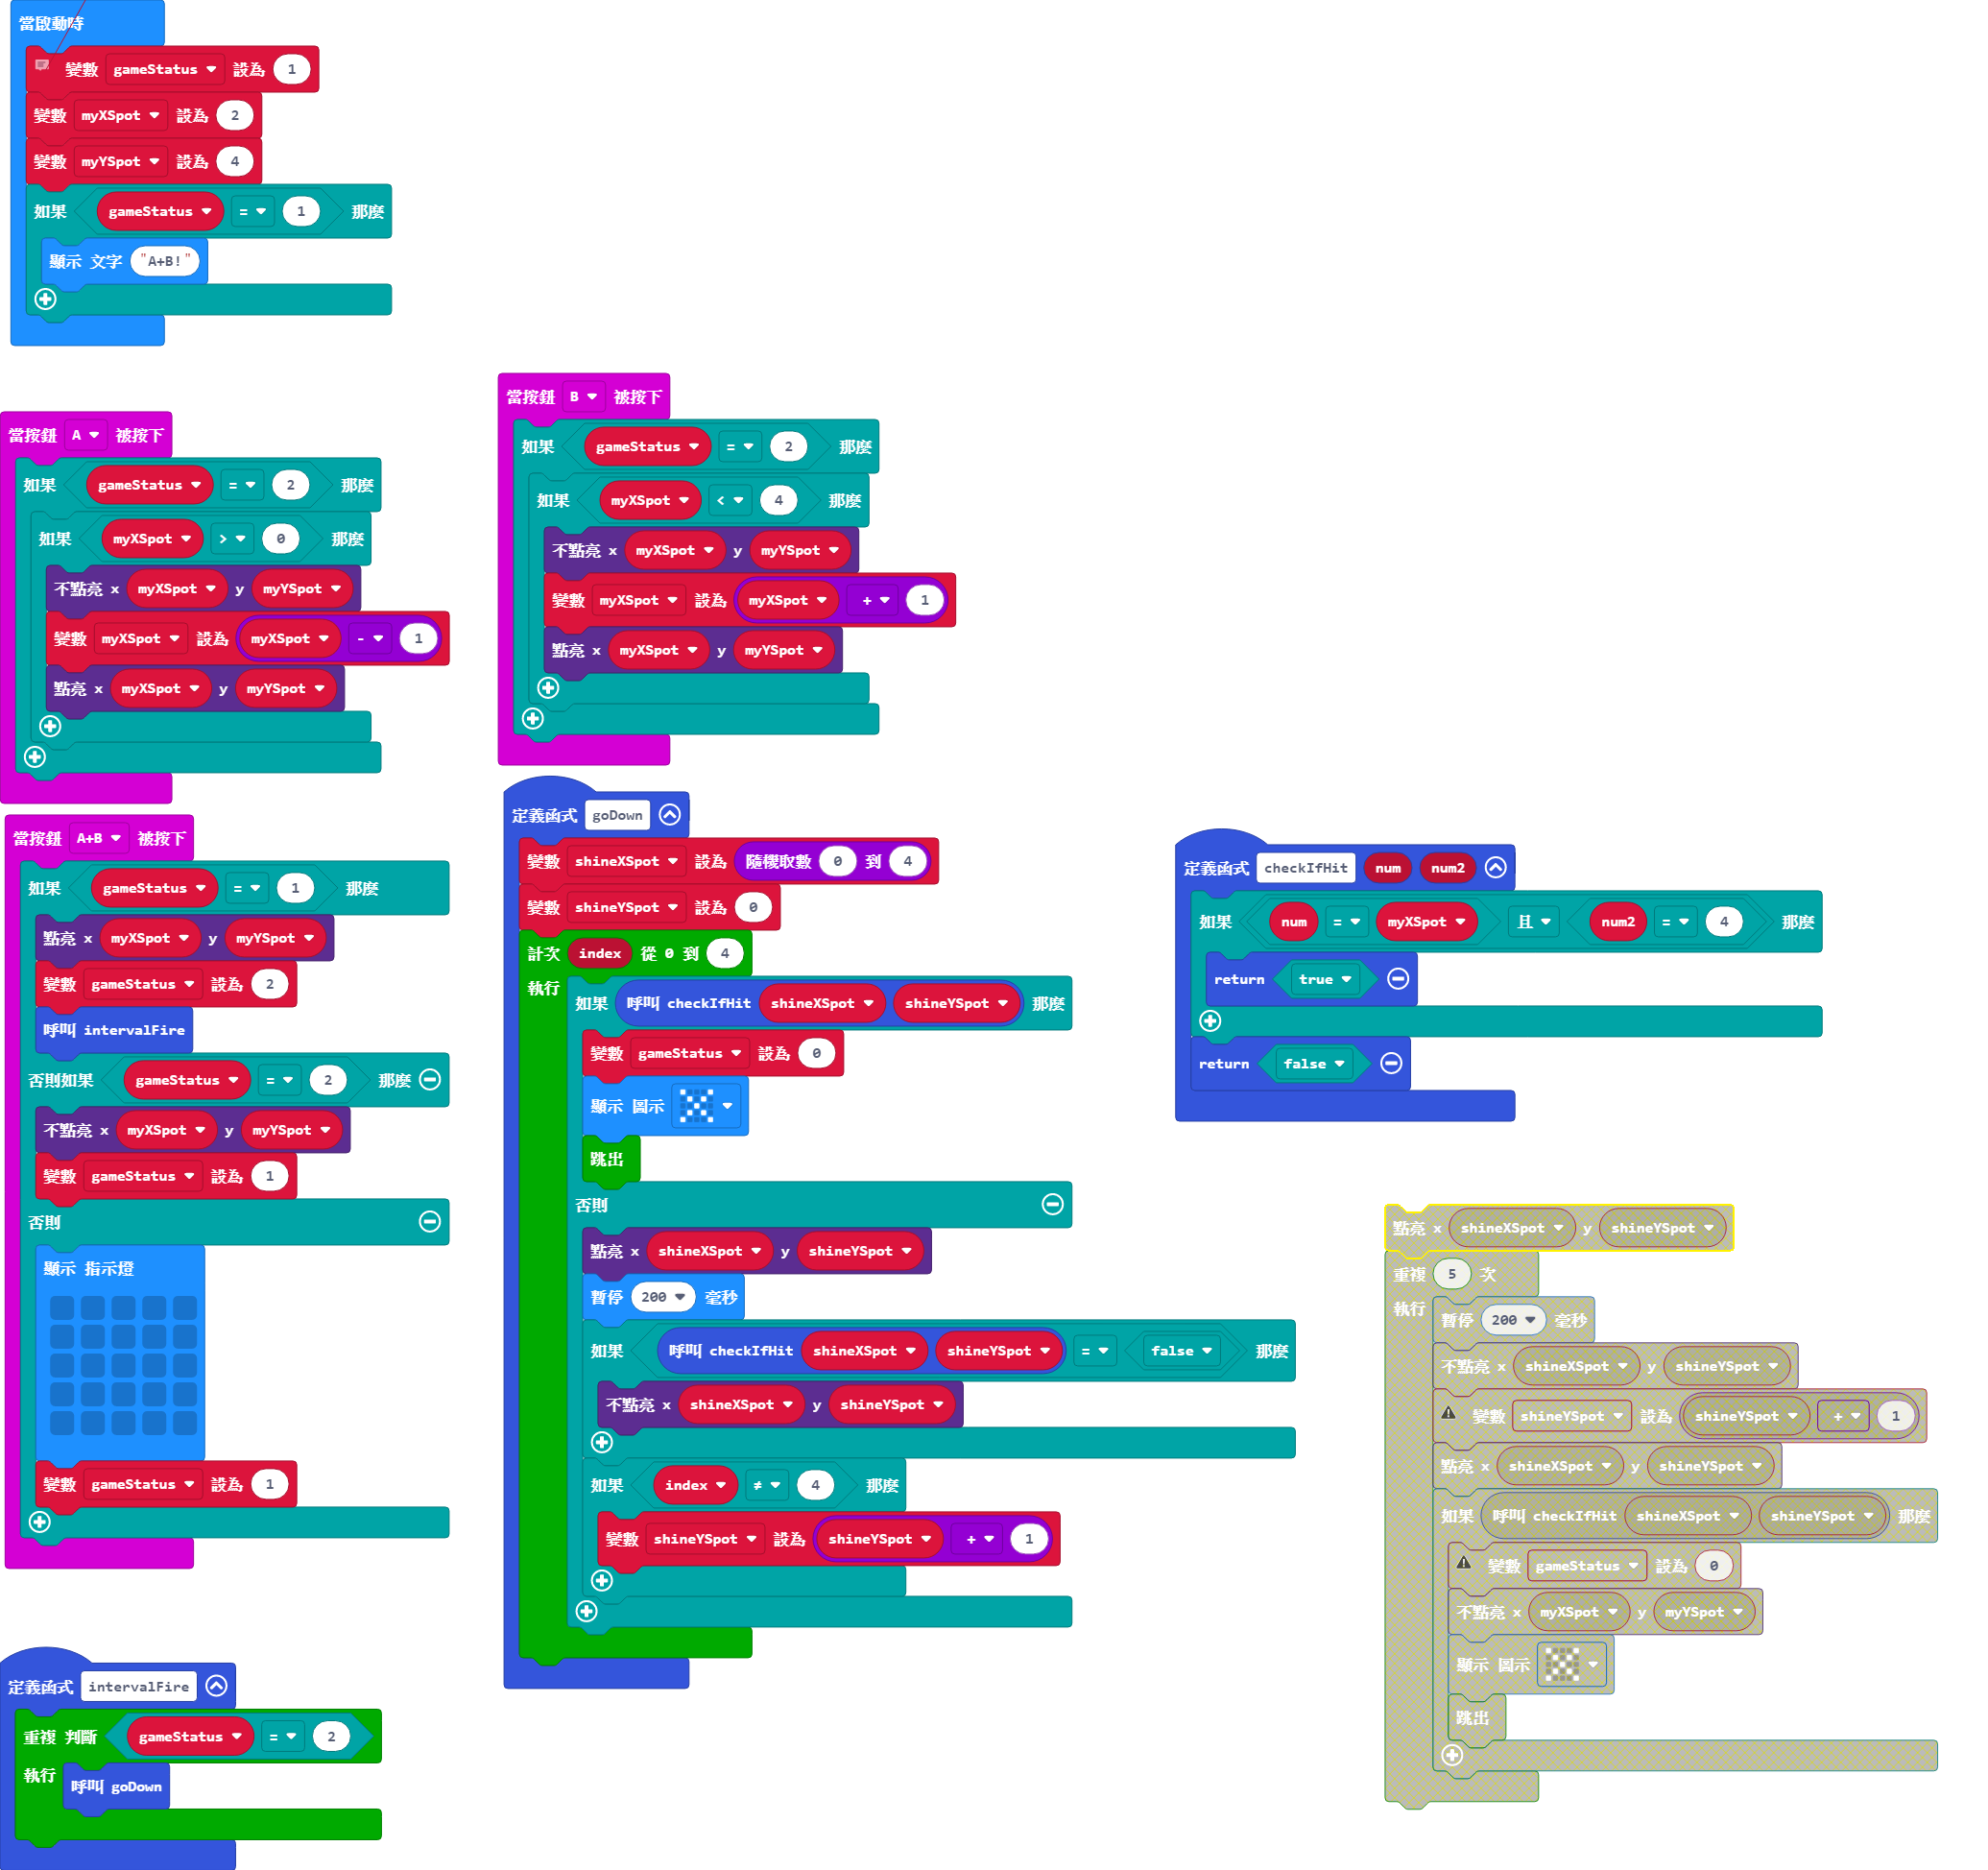 當啟動時
變數 gameStatus 設為 1
變數 myXSpot 設為 2
變數 myYSpot 設為 4
如果 gameStatus = 1 那麼
顯示 文字 "A+B!"
當按鈕 A 被按下
如果 gameStatus = 2 那麼
如果 myXSpot > 0 那麼
不點亮 x myXSpot y myYSpot
變數 myXSpot 設為 myXSpot - 1
點亮 x myXSpot y myYSpot
當按鈕 B 被按下
如果 gameStatus = 2 那麼
如果 myXSpot < 4 那麼
不點亮 x myXSpot y myYSpot
變數 myXSpot 設為 myXSpot + 1
點亮 x myXSpot y myYSpot
當按鈕 A+B 被按下
如果 gameStatus = 1 那麼
點亮 x myXSpot y myYSpot
變數 gameStatus 設為 2
呼叫 intervalFire
否則如果 gameStatus = 2 那麼
不點亮 x myXSpot y myYSpot
變數 gameStatus 設為 1
否則
顯示 指示燈
變數 gameStatus 設為 1
定義函式 intervalFire
重複 判斷 gameStatus = 2
執行 呼叫 goDown
定義函式 goDown
變數 shineXSpot 設為 隨機取數 0 到 4
變數 shineYSpot 設為 0
計次 index 從 0 到 4
執行 如果 呼叫 checkIfHit shineXSpot shineYSpot 那麼
變數 gameStatus 設為 0
顯示 圖示
跳出
否則
點亮 x shineXSpot y shineYSpot
暫停 200 毫秒
如果 呼叫 checkIfHit shineXSpot shineYSpot = false 那麼
不點亮 x shineXSpot y shineYSpot
如果 index ≠ 4 那麼
變數 shineYSpot 設為 shineYSpot + 1
定義函式 checkIfHit num num2
如果 num = myXSpot 且 num2 = 4 那麼
return true
return false
點亮 x shineXSpot y shineYSpot
重複 5 次
執行 暫停 200 毫秒
不點亮 x shineXSpot y shineYSpot
變數 shineYSpot 設為 shineYSpot + 1
點亮 x shineXSpot y shineYSpot
如果 呼叫 checkIfHit shineXSpot shineYSpot 那麼
變數 gameStatus 設為 0
不點亮 x myXSpot y myYSpot
顯示 圖示
跳出